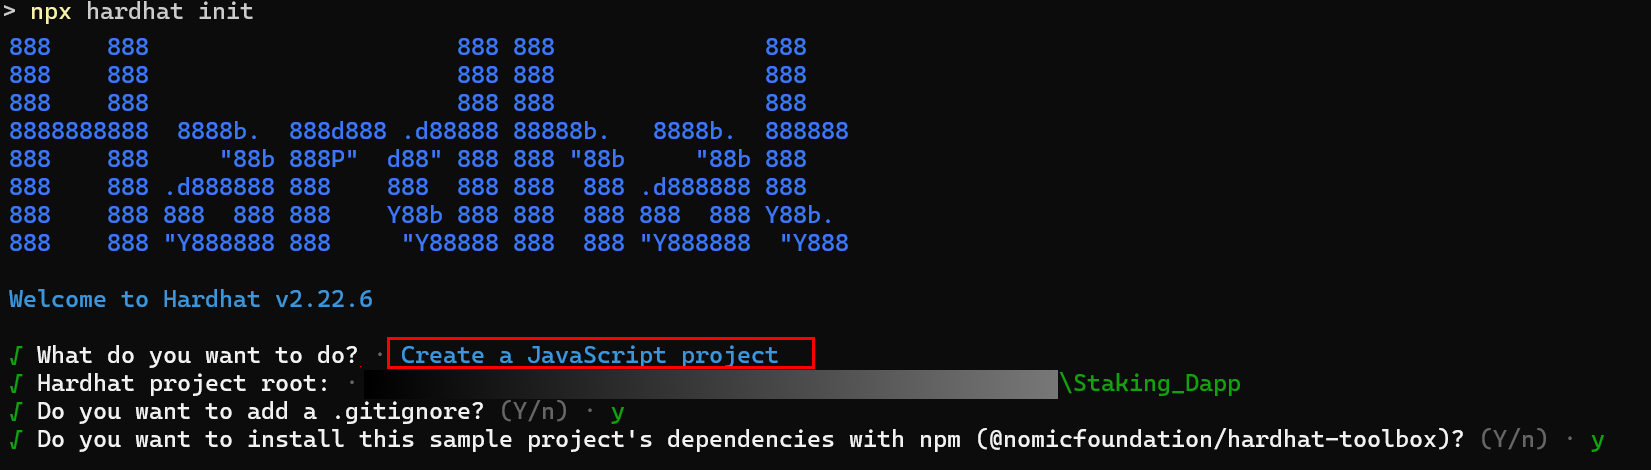 > npx hardhat init
888    888                      888 888               888
888    888                      888 888               888
888    888                      888 888               888
8888888888  8888b.  888d888 .d88888 88888b.   8888b.  888888
888    888     "88b 888P"  d88" 888 888 "88b     "88b 888
888    888 .d888888 888    888  888 888  888 .d888888 888
888    888 888  888 888    Y88b 888 888  888 888  888 Y88b.
888    888 "Y888888 888     "Y88888 888  888 "Y888888  "Y888
Welcome to Hardhat v2.22.6
√ What do you want to do? · Create a JavaScript project
√ Hardhat project root: · \Staking_Dapp
√ Do you want to add a .gitignore? (Y/n) · y
√ Do you want to install this sample project's dependencies with npm (@nomicfoundation/hardhat-toolbox)? (Y/n) · y